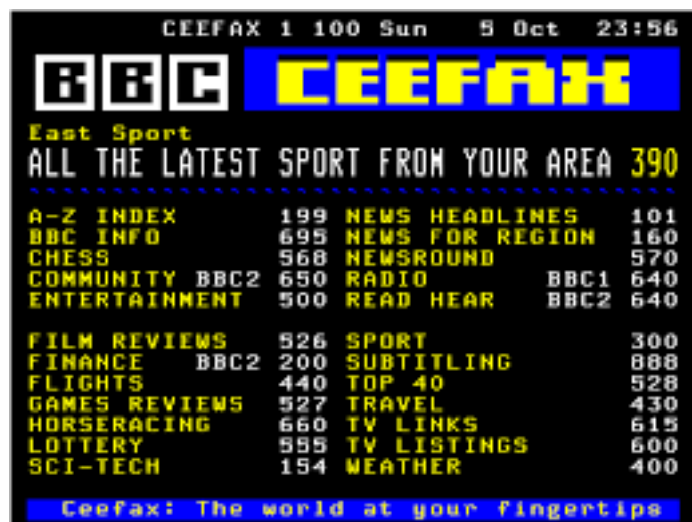 CEEFAX 1 100 Sun 5 Oct 23:56
BBC CEEFAX
East Sport
ALL THE LATEST SPORT FROM YOUR AREA 390
A-Z INDEX 199 NEWS HEADLINES 101
BBC INFO 695 NEWS FOR REGION 160
CHESS 568 NEWSROUND 570
COMMUNITY BBC2 650 RADIO BBC1 640
ENTERTAINMENT 500 READ HEAR BBC2 640
FILM REVIEWS 526 SPORT 300
FINANCE BBC2 200 SUBTITLING 888
FLIGHTS 440 TOP 40 528
GAMES REVIEWS 527 TRAVEL 430
HORSERACING 660 TV LINKS 615
LOTTERY 555 TV LISTINGS 600
SCI-TECH 154 WEATHER 400
Ceefax: The world at your fingertips